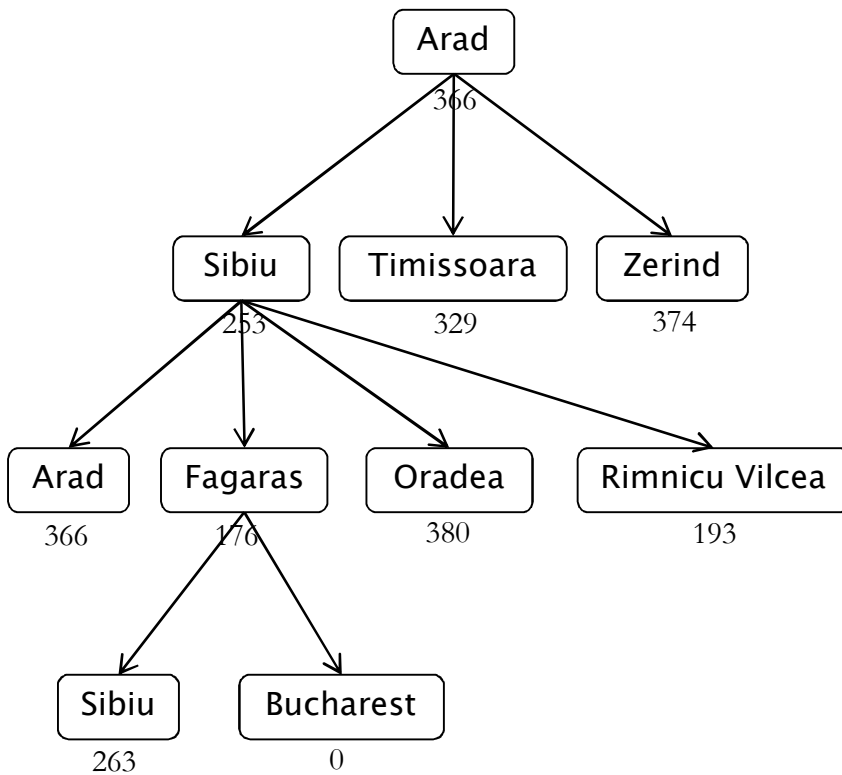 Arad
366
Sibiu
Timissoara
Zerind
253
329
374
Arad
Fagaras
Oradea
Rimnicu Vilcea
366
176
380
193
Sibiu
Bucharest
263
0